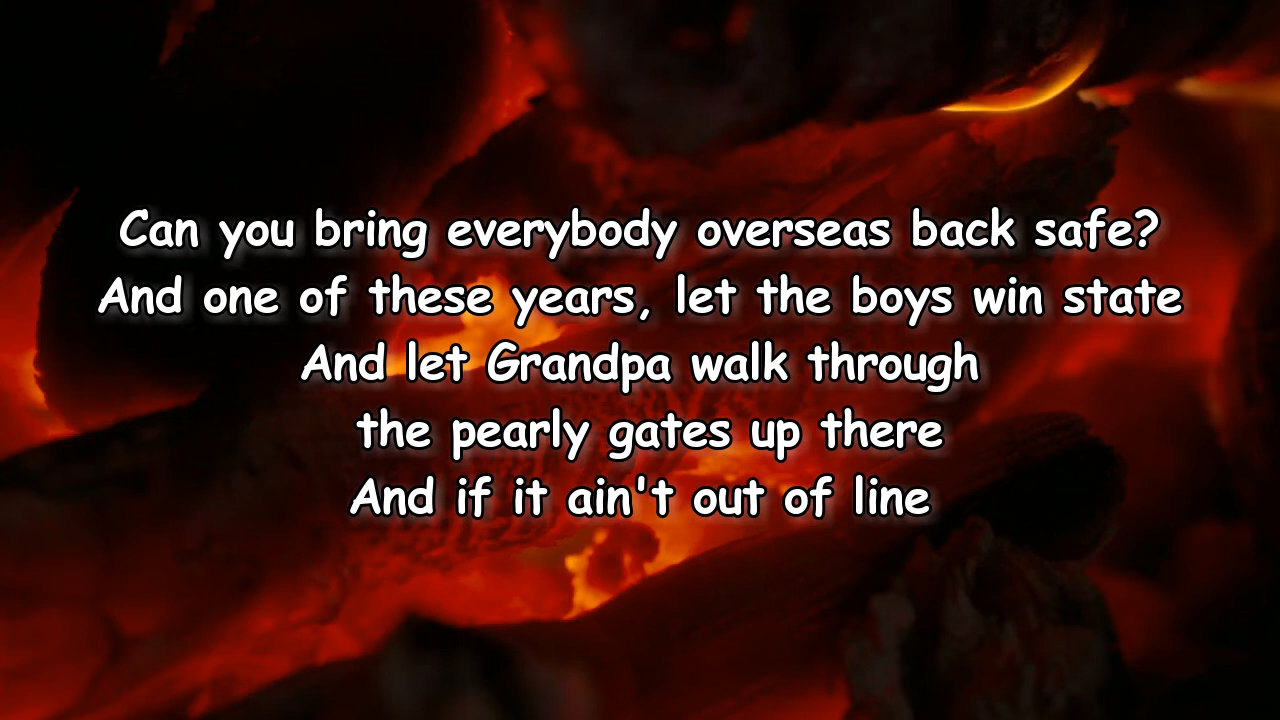 Can you bring everybody overseas back safe?
And one of these years, let the boys win state
And let Grandpa walk through
the pearly gates up there
And if it ain't out of line